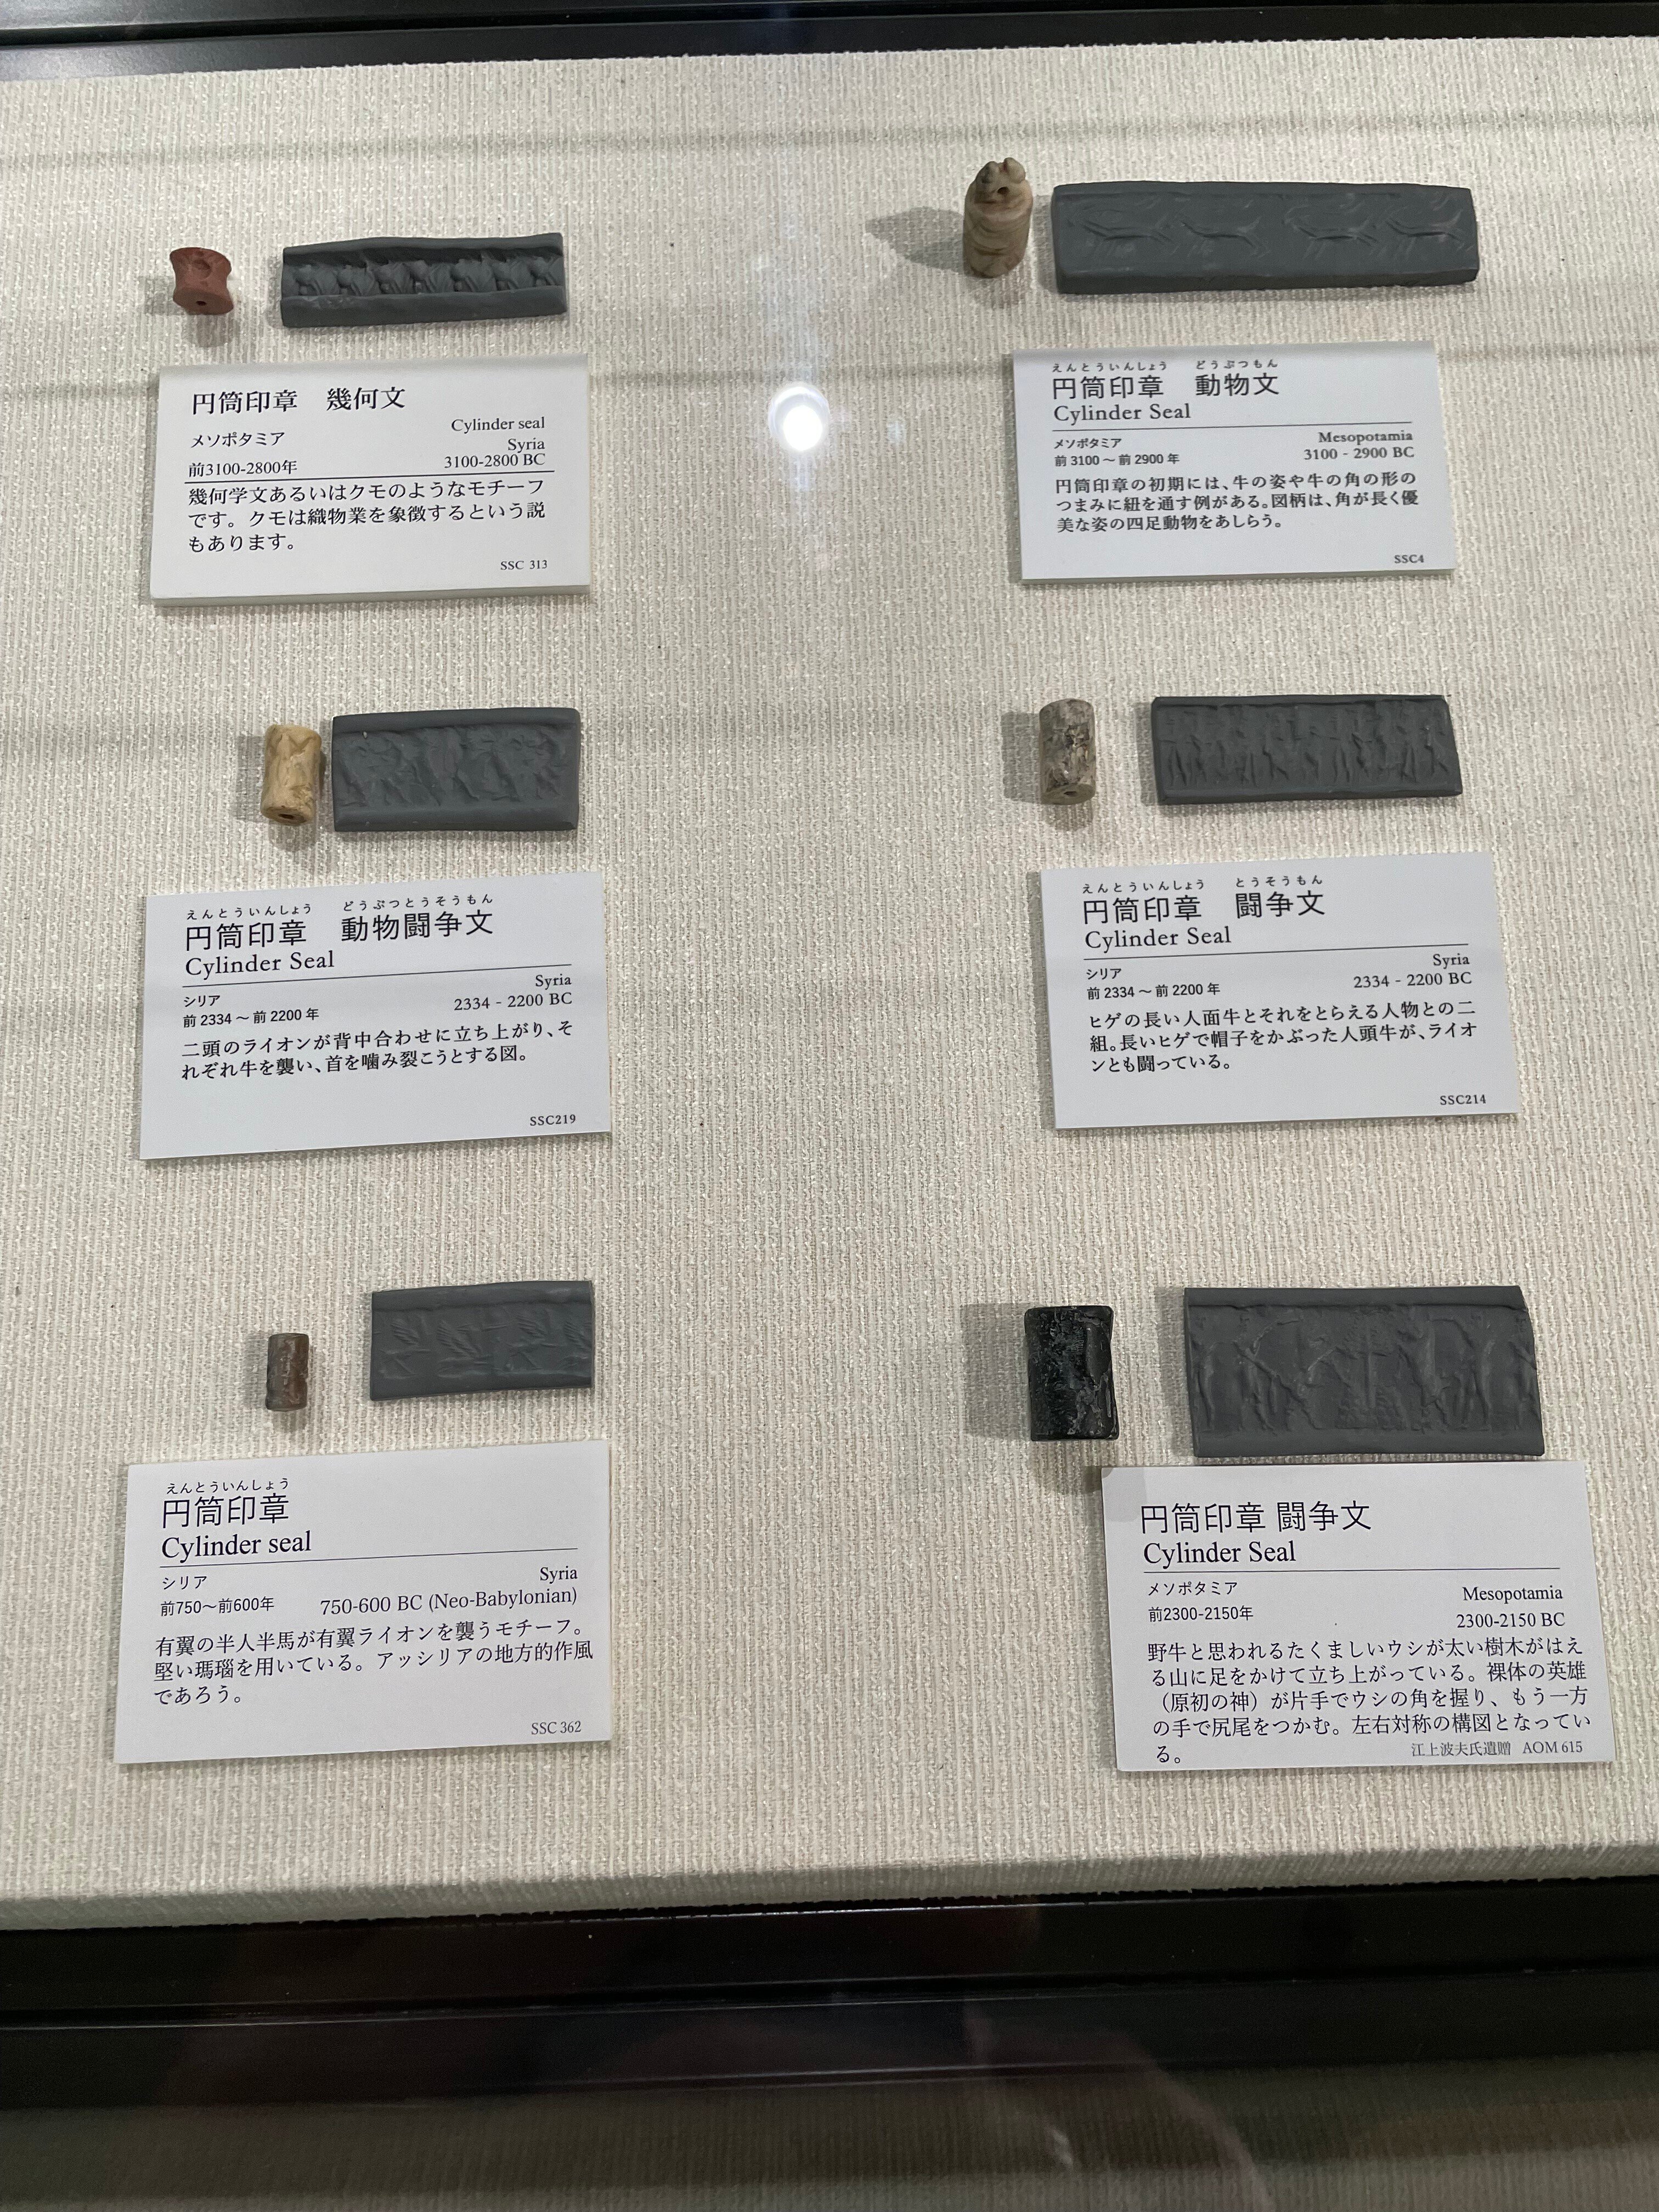 円筒印章　幾何文
Cylinder seal
メソポタミア
Syria
前3100-2800年
3100-2800 BC
幾何学文あるいはクモのようなモチーフ
です。クモは織物業を象徴するという説
もあります。
SSC 313
えんとういんしょう　どうぶつもん
円筒印章　動物文
Cylinder Seal
メソポタミア
Mesopotamia
前 3100 〜前 2900 年
3100 - 2900 BC
円筒印章の初期には、牛の姿や牛の角の形の
つまみに紐を通す例がある。図柄は、角が長く優
美な姿の四足動物をあしらう。
SSC4
えんとういんしょう　どうぶつとうそうもん
円筒印章　動物闘争文
Cylinder Seal
シリア
Syria
前 2334 〜前 2200 年
2334 - 2200 BC
二頭のライオンが背中合わせに立ち上がり、そ
れぞれ牛を襲い、首を噛み裂こうとする図。
SSC219
えんとういんしょう　とうそうもん
円筒印章　闘争文
Cylinder Seal
シリア
Syria
前 2334 〜前 2200 年
2334 - 2200 BC
ヒゲの長い人面牛とそれをとらえる人物との二
組。長いヒゲで帽子をかぶった人頭牛が、ライオ
ンとも闘っている。
SSC214
えんとういんしょう
円筒印章
Cylinder seal
シリア
Syria
前750〜前600年
750-600 BC (Neo-Babylonian)
有翼の半人半馬が有翼ライオンを襲うモチーフ。
堅い瑪瑙を用いている。アッシリアの地方的作風
であろう。
SSC 362
円筒印章 闘争文
Cylinder Seal
メソポタミア
Mesopotamia
前2300-2150年
2300-2150 BC
野牛と思われるたくましいウシが太い樹木がはえ
る山に足をかけて立ち上がっている。裸体の英雄
（原初の神）が片手でウシの角を握り、もう一方
の手で尻尾をつかむ。左右対称の構図となってい
る。
江上波夫氏遺贈　AOM 615